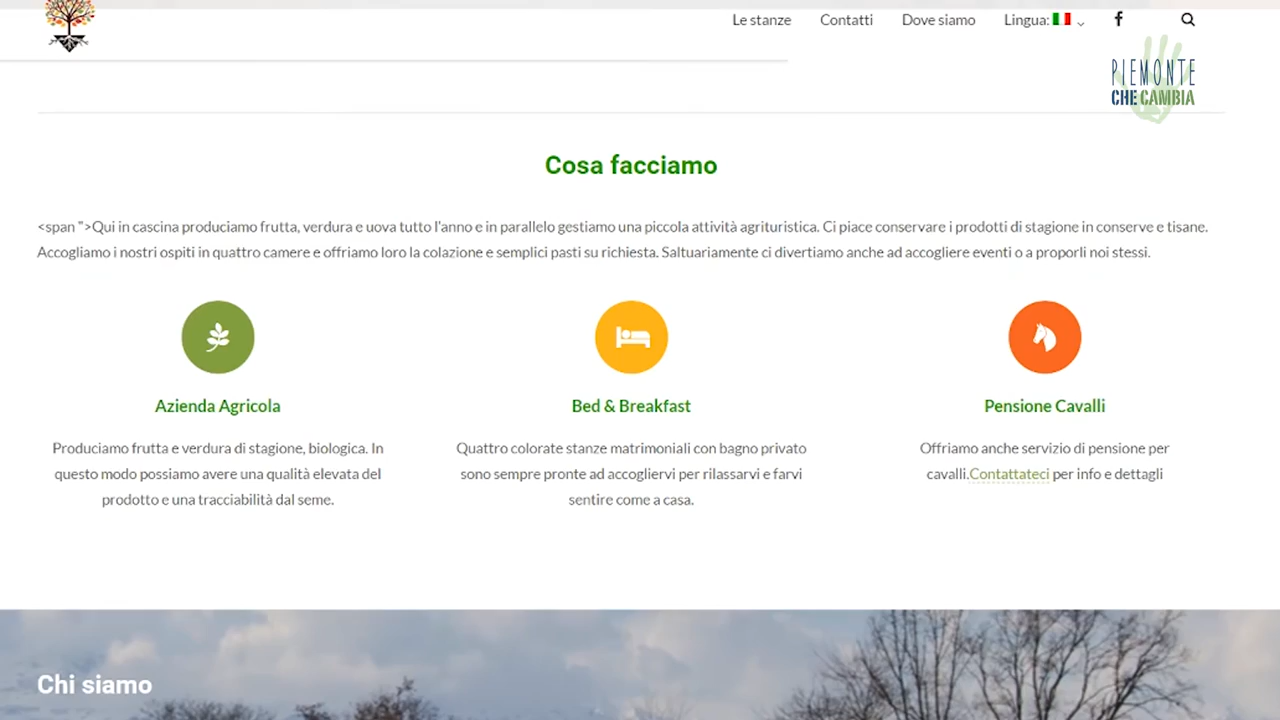 Le stanze Contatti Dove siamo Lingua:
PIEMONTE
CHE CAMBIA
Cosa facciamo
<span ">Qui in cascina produciamo frutta, verdura e uova tutto l'anno e in parallelo gestiamo una piccola attività agrituristica. Ci piace conservare i prodotti di stagione in conserve e tisane.
Accogliamo i nostri ospiti in quattro camere e offriamo loro la colazione e semplici pasti su richiesta. Saltuariamente ci divertiamo anche ad accogliere eventi o a proporli noi stessi.
Azienda Agricola
Produciamo frutta e verdura di stagione, biologica. In
questo modo possiamo avere una qualità elevata del
prodotto e una tracciabilità dal seme.
Bed & Breakfast
Quattro colorate stanze matrimoniali con bagno privato
sono sempre pronte ad accogliervi per rilassarvi e farvi
sentire come a casa.
Pensione Cavalli
Offriamo anche servizio di pensione per
cavalli.Contattateci per info e dettagli
Chi siamo